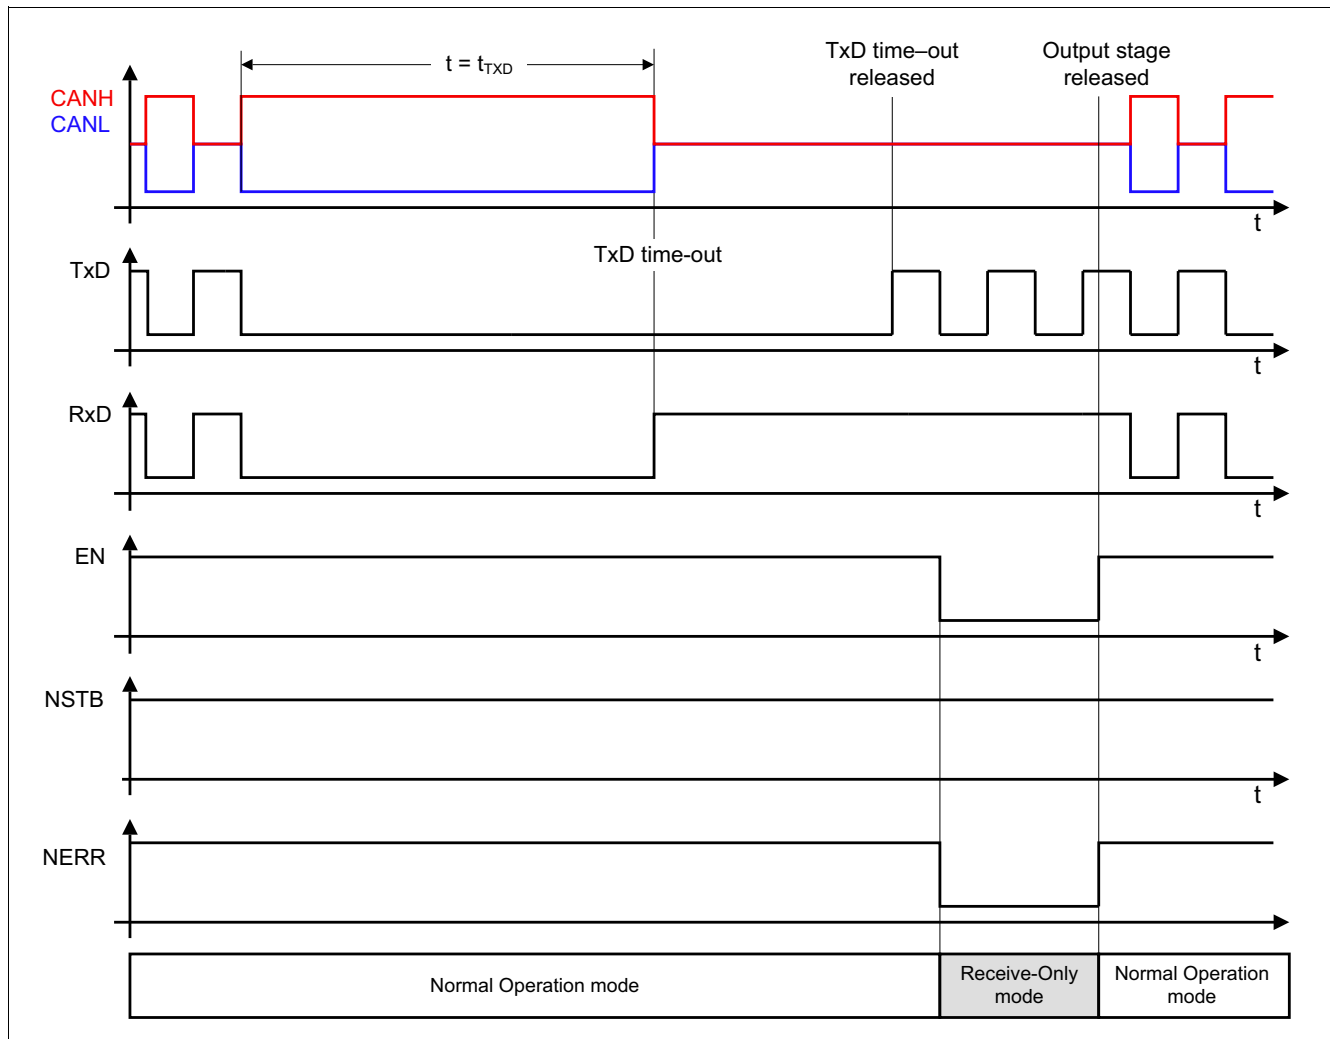 t = tTXD
TxD time–out
released
Output stage
released
CANH
CANL
t
TxD time-out
TxD
t
RxD
t
EN
t
NSTB
t
NERR
Normal Operation mode
Receive-Only
mode
Normal Operation
mode